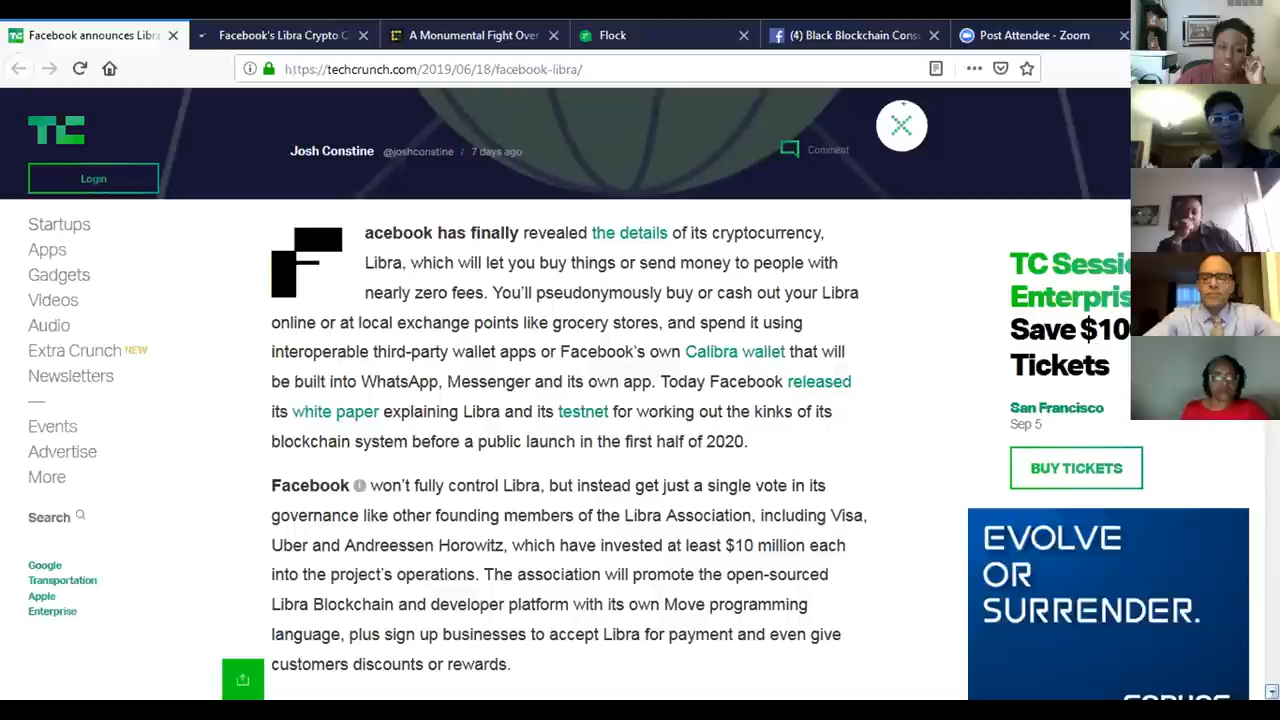 Facebook announces Libra
Facebook's Libra Crypto C
A Monumental Fight Over
Flock
(4) Black Blockchain Cons
Post Attendee - Zoom
https://techcrunch.com/2019/06/18/facebook-libra/
TC
Login
Josh Constine @joshconstine / 7 days ago
Comment
Startups
Apps
Gadgets
Videos
Audio
Extra Crunch NEW
Newsletters
—
Events
Advertise
More
Search
Google
Transportation
Apple
Enterprise
Facebook has finally revealed the details of its cryptocurrency,
Libra, which will let you buy things or send money to people with
nearly zero fees. You'll pseudonymously buy or cash out your Libra
online or at local exchange points like grocery stores, and spend it using
interoperable third-party wallet apps or Facebook's own Calibra wallet that will
be built into WhatsApp, Messenger and its own app. Today Facebook released
its white paper explaining Libra and its testnet for working out the kinks of its
blockchain system before a public launch in the first half of 2020.
Facebook won't fully control Libra, but instead get just a single vote in its
governance like other founding members of the Libra Association, including Visa,
Uber and Andreessen Horowitz, which have invested at least $10 million each
into the project's operations. The association will promote the open-sourced
Libra Blockchain and developer platform with its own Move programming
language, plus sign up businesses to accept Libra for payment and even give
customers discounts or rewards.
TC Sessi
Enterpris
Save $10
Tickets
San Francisco
Sep 5
BUY TICKETS
EVOLVE
OR
SURRENDER.